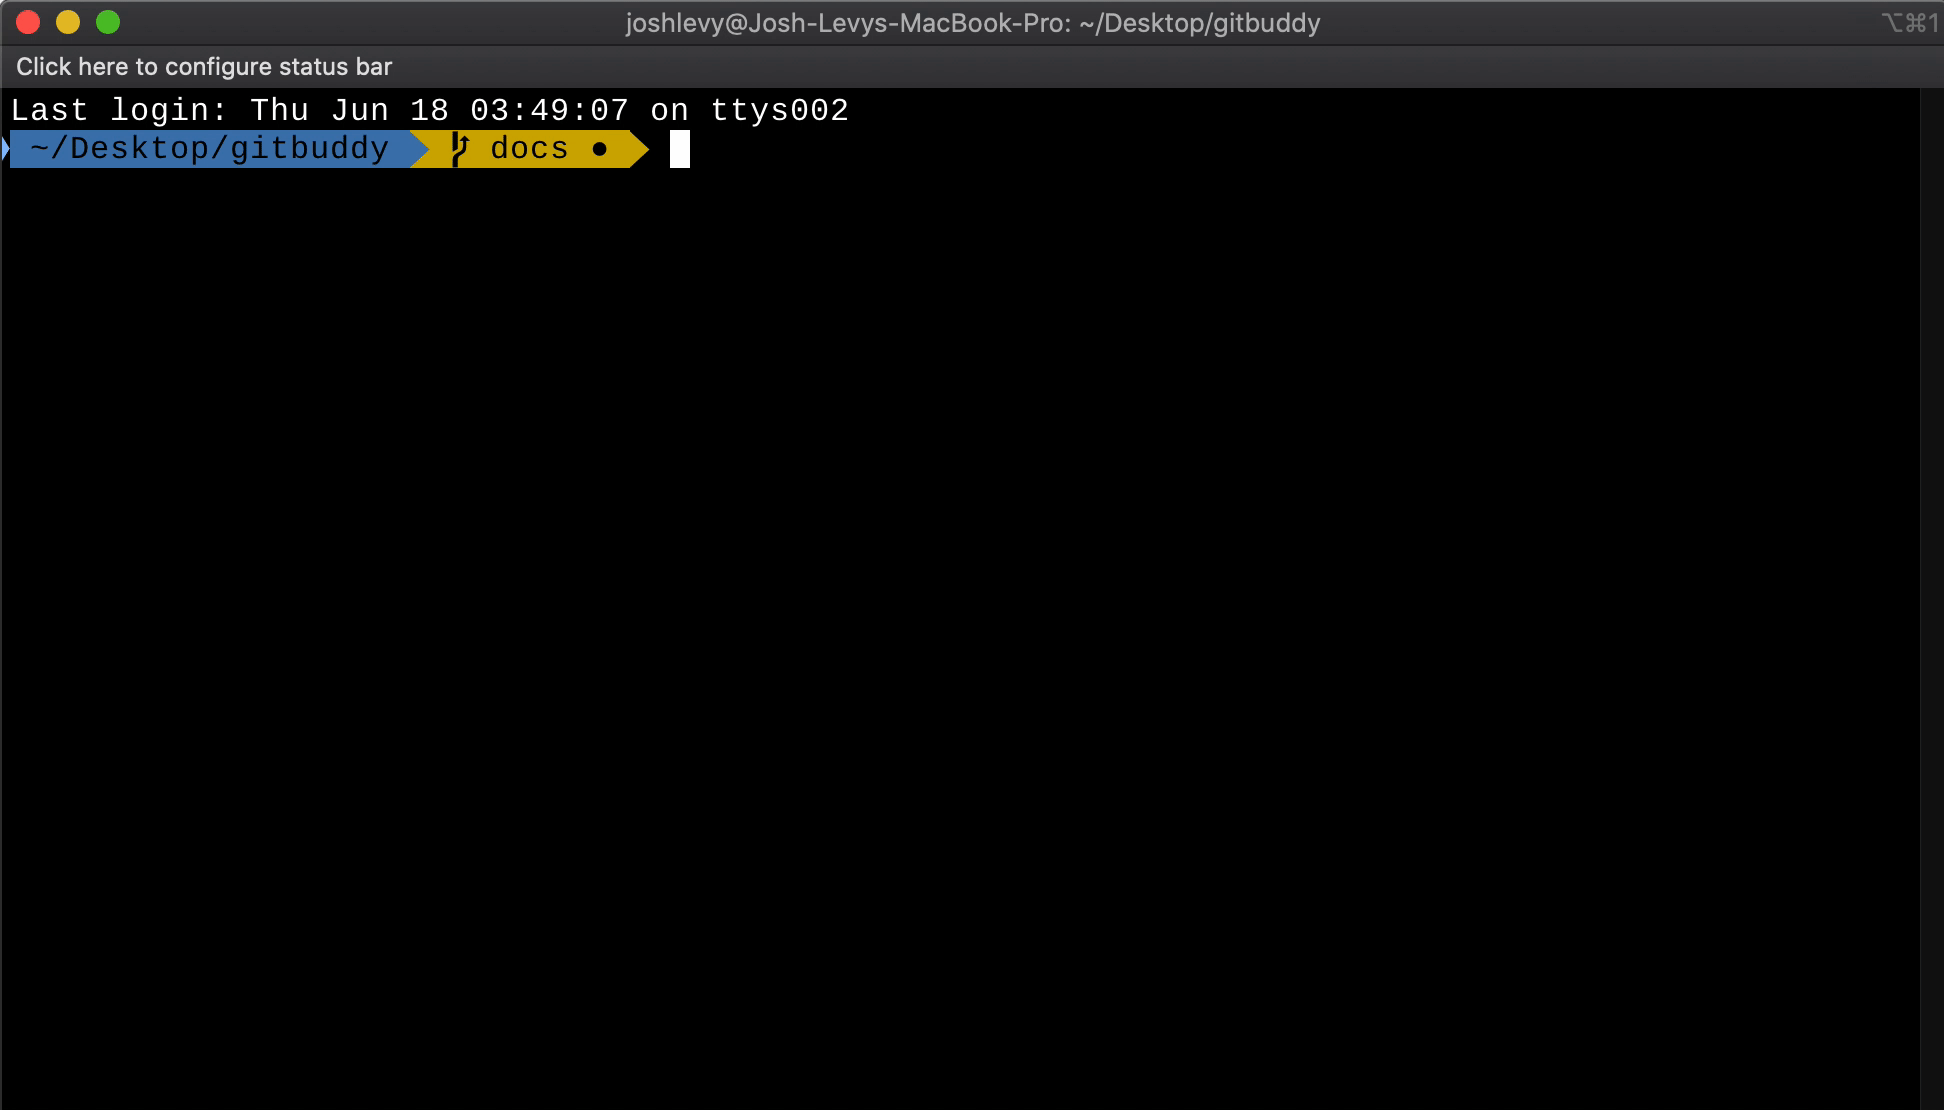 joshlevy@Josh-Levys-MacBook-Pro: ~/Desktop/gitbuddy ⌥⌘1
Click here to configure status bar
Last login: Thu Jun 18 03:49:07 on ttys002
~/Desktop/gitbuddy docs ●